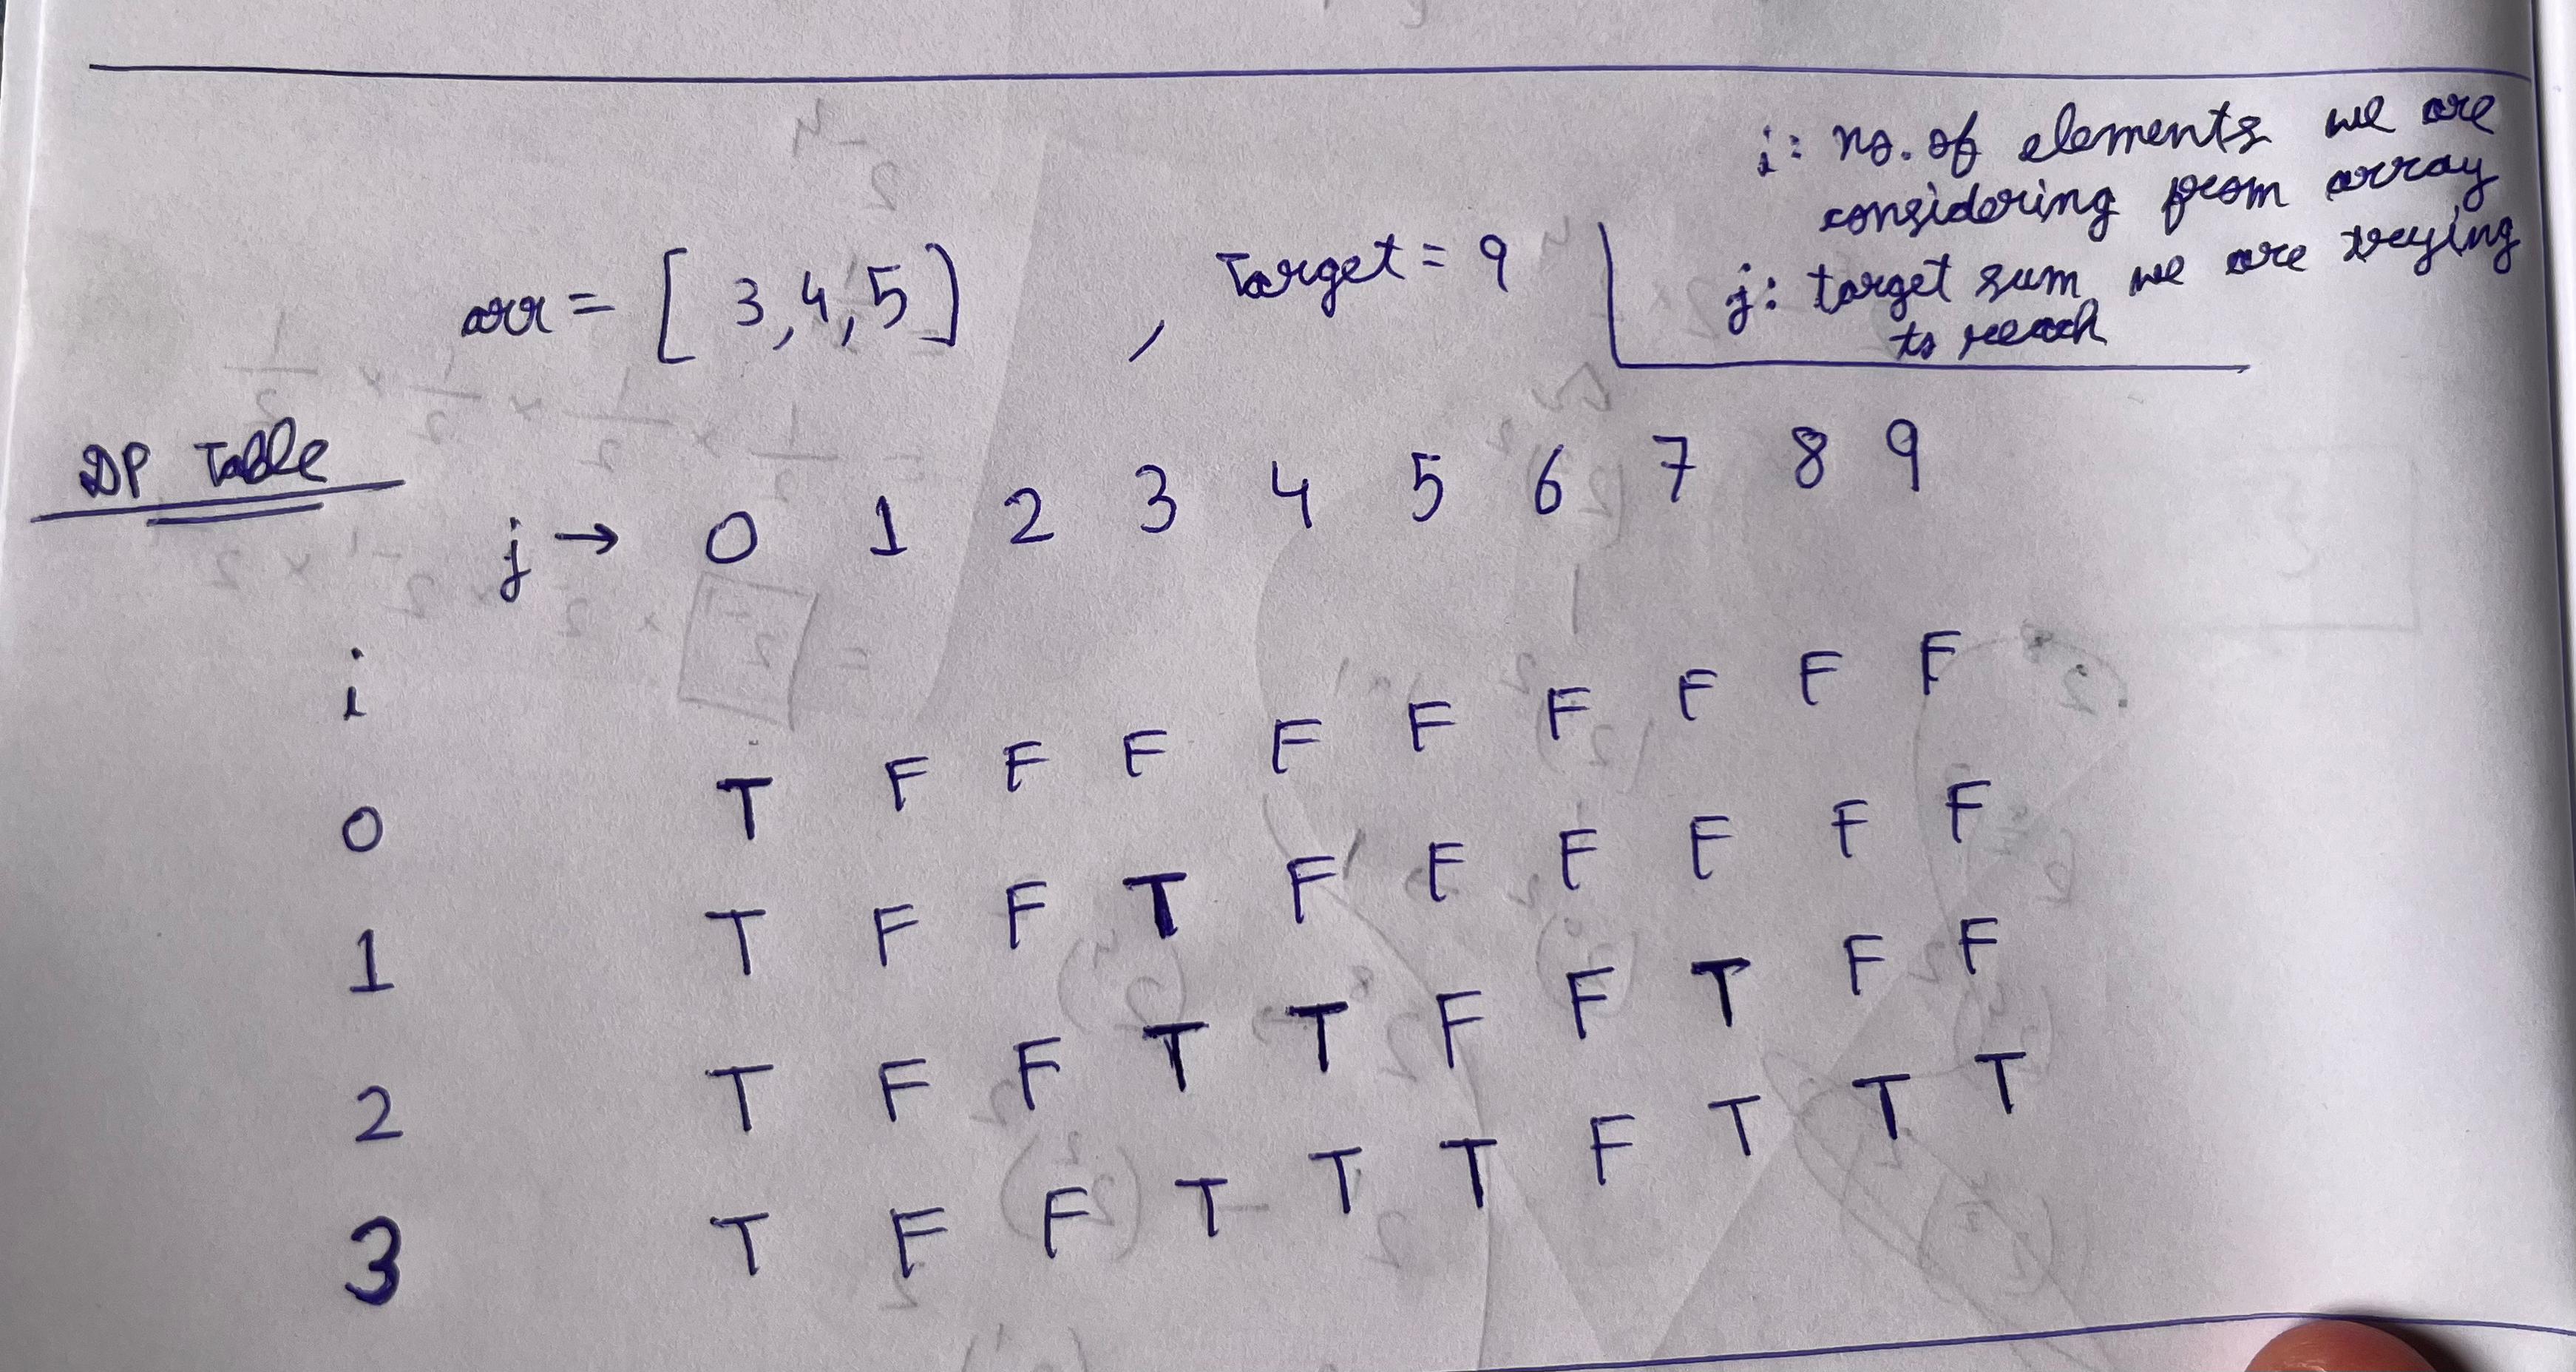 i: no. of elements we are
considering from array
arr = [ 3, 4, 5 ] , Target = 9
j: target sum we are trying
to reach
DP Table
j → 0 1 2 3 4 5 6 7 8 9
i
0 T F F F F F F F F F
1 T F F T F F F F F F
2 T F F T T F F T F F
3 T F F T T T F T T T